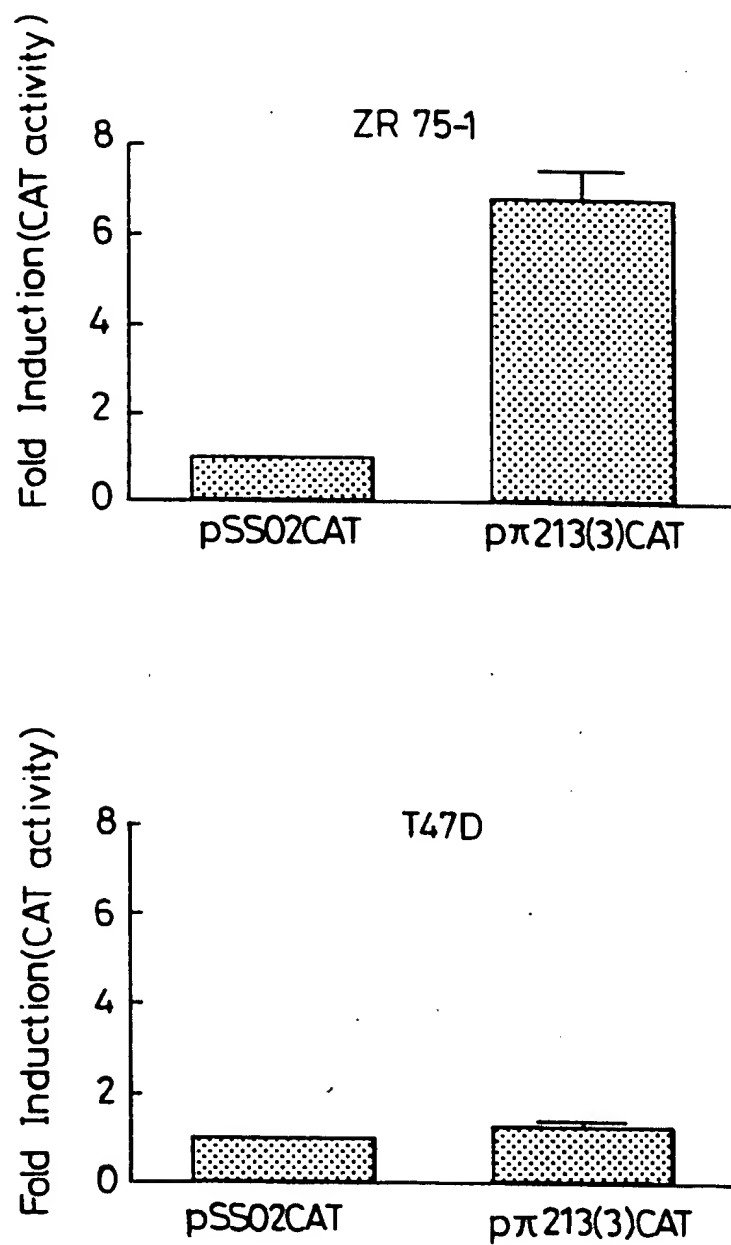 ZR 75-1
Fold Induction(CAT activity)
8
6
4
2
0
pSS02CAT
pπ213(3)CAT
T47D
Fold Induction(CAT activity)
8
6
4
2
0
pSS02CAT
pπ213(3)CAT